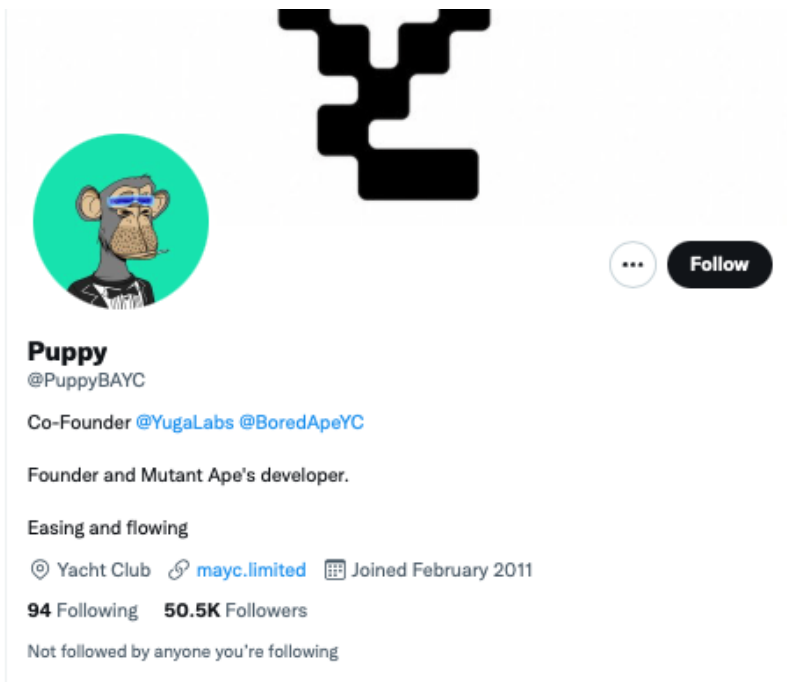 Follow
Puppy
@PuppyBAYC
Co-Founder @YugaLabs @BoredApeYC
Founder and Mutant Ape's developer.
Easing and flowing
Yacht Club mayc.limited Joined February 2011
94 Following 50.5K Followers
Not followed by anyone you're following